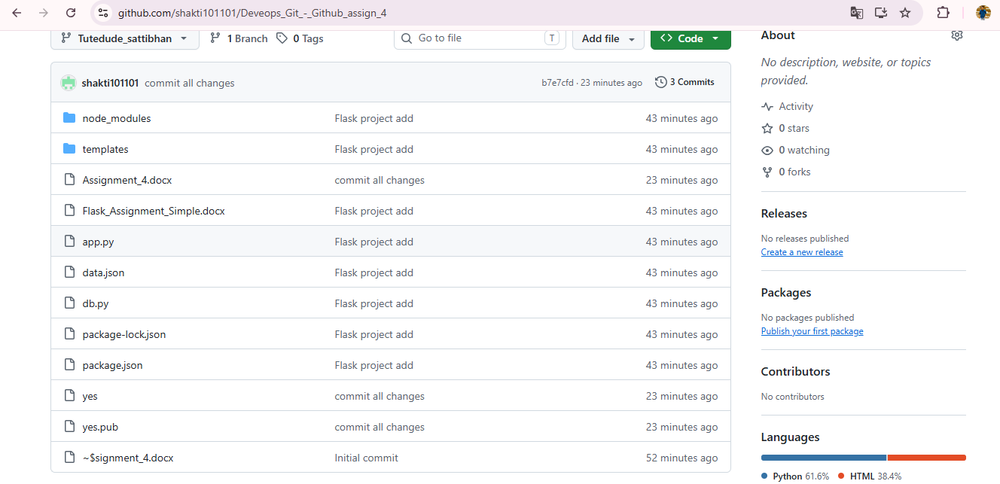 github.com/shakti101101/Deveops_Git_-_Github_assign_4
Tutedude_sattibhan 1 Branch 0 Tags Go to file T Add file Code
shakti101101 commit all changes b7e7cfd · 23 minutes ago 3 Commits
node_modules Flask project add 43 minutes ago
templates Flask project add 43 minutes ago
Assignment_4.docx commit all changes 23 minutes ago
Flask_Assignment_Simple.docx Flask project add 43 minutes ago
app.py Flask project add 43 minutes ago
data.json Flask project add 43 minutes ago
db.py Flask project add 43 minutes ago
package-lock.json Flask project add 43 minutes ago
package.json Flask project add 43 minutes ago
yes commit all changes 23 minutes ago
yes.pub commit all changes 23 minutes ago
~$signment_4.docx Initial commit 52 minutes ago
About
No description, website, or topics
provided.
Activity
0 stars
0 watching
0 forks
Releases
No releases published
Create a new release
Packages
No packages published
Publish your first package
Contributors
No contributors
Languages
Python 61.6% HTML 38.4%